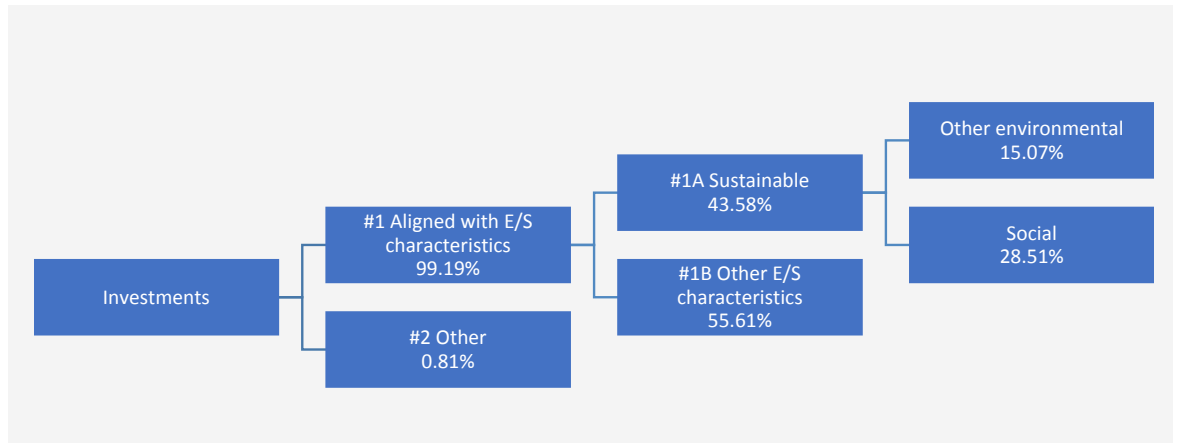 Investments
#1 Aligned with E/S
characteristics
99.19%
#2 Other
0.81%
#1A Sustainable
43.58%
#1B Other E/S
characteristics
55.61%
Other environmental
15.07%
Social
28.51%